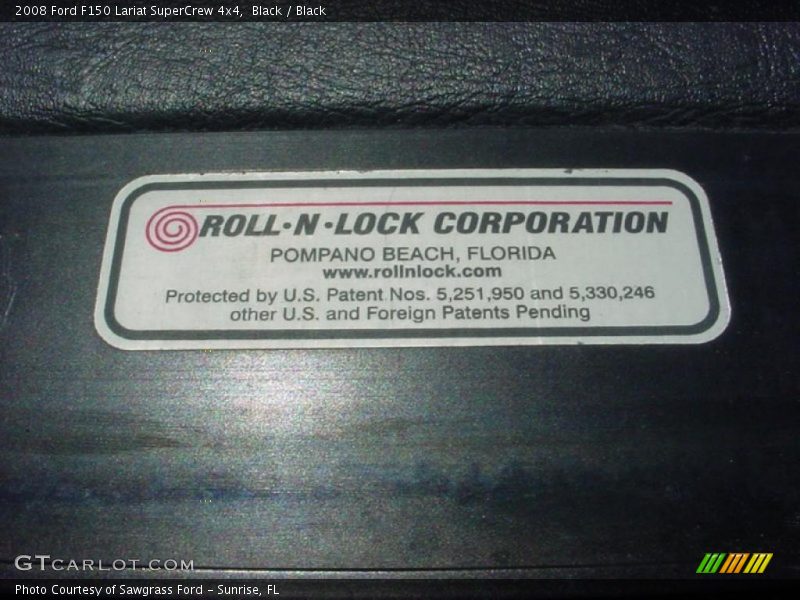 2008 Ford F150 Lariat SuperCrew 4x4, Black / Black
ROLL·N·LOCK CORPORATION
POMPANO BEACH, FLORIDA
www.rollnlock.com
Protected by U.S. Patent Nos. 5,251,950 and 5,330,246
other U.S. and Foreign Patents Pending
GTCARLOT.COM
Photo Courtesy of Sawgrass Ford - Sunrise, FL